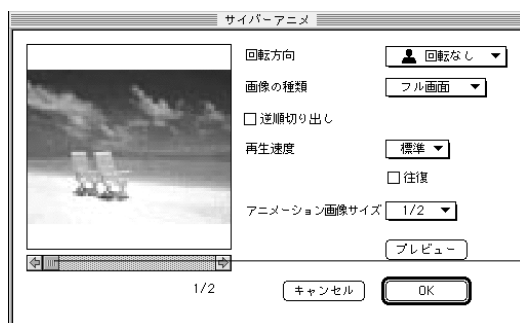 サイバーアニメ
回転方向 回転なし
画像の種類 フル画面
逆順切り出し
再生速度 標準
往復
アニメーション画像サイズ 1/2
プレビュー
1/2 キャンセル OK